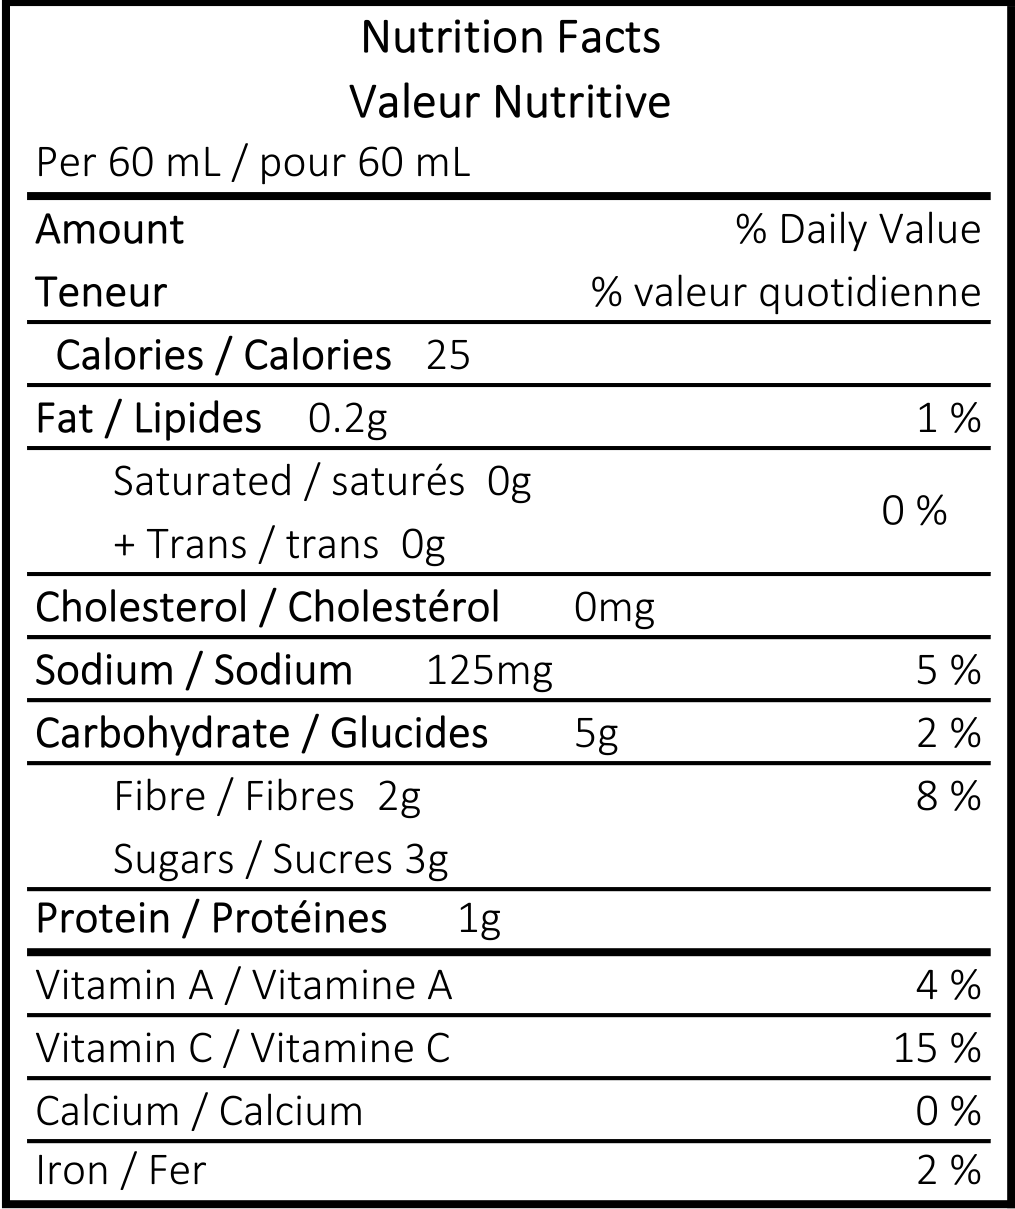 Nutrition Facts
Valeur Nutritive
Per 60 mL / pour 60 mL
Amount % Daily Value
Teneur % valeur quotidienne
Calories / Calories 25
Fat / Lipides 0.2g 1 %
Saturated / saturés 0g
0 %
+ Trans / trans 0g
Cholesterol / Cholestérol 0mg
Sodium / Sodium 125mg 5 %
Carbohydrate / Glucides 5g 2 %
Fibre / Fibres 2g 8 %
Sugars / Sucres 3g
Protein / Protéines 1g
Vitamin A / Vitamine A 4 %
Vitamin C / Vitamine C 15 %
Calcium / Calcium 0 %
Iron / Fer 2 %